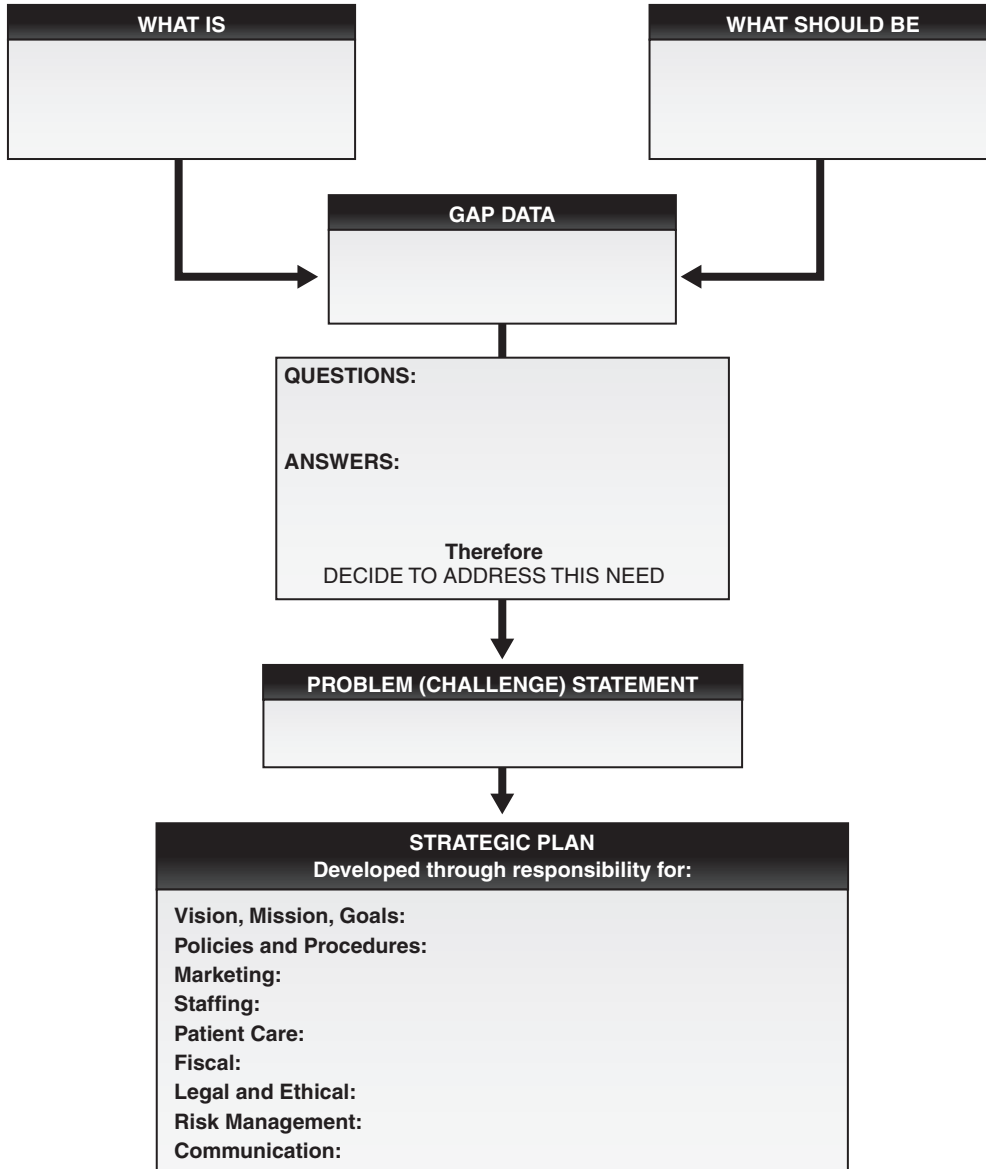 WHAT IS
WHAT SHOULD BE
GAP DATA
QUESTIONS:
ANSWERS:
Therefore
DECIDE TO ADDRESS THIS NEED
PROBLEM (CHALLENGE) STATEMENT
STRATEGIC PLAN
Developed through responsibility for:
Vision, Mission, Goals:
Policies and Procedures:
Marketing:
Staffing:
Patient Care:
Fiscal:
Legal and Ethical:
Risk Management:
Communication: